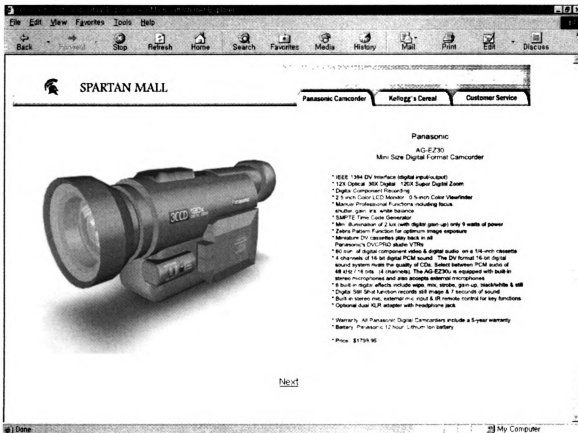 File Edit View Favorites Tools Help
Back Forward Stop Refresh Home Search Favorites Media History Mail Print Edit Discuss
SPARTAN MALL
Panasonic Camcorder Kellogg's Cereal Customer Service
Panasonic
AG-EZ30
Mini Size Digital Format Camcorder
* IEEE 1394 DV Interface (digital input/output)
* 12X Optical 30X Digital 120X Super Digital Zoom
* Digital Component Recording
* 2.5 inch Color LCD Monitor 0.5-inch Color Viewfinder
* Manual Professional Functions including focus
shutter, gain, iris, white balance
* SMPTE Time Code Generator
* Min. illumination of 2 lux (with digital gain-up) only 9 watts of power
* Zebra Pattern Function for optimum image exposure
* Miniature DV cassettes play back in all
Panasonic's DVCPRO studio VTRs
* 80 min. of digital component video & digital audio on a 1/4-inch cassette
* 4 channels of 16 bit digital PCM sound The DV format 16-bit digital
sound system rivals the quality of CDs. Select between PCM audio of
48 kHz / 16 bits (4 channels). The AG-EZ30u is equipped with built-in
stereo microphones and also accepts external microphones
* 6 built in digital effects include wipe, mix, strobe, gain-up, black/white & still
* Digital Still Shut function records still image & 7 seconds of sound
* Built-in stereo mic, external mic input & IR remote control for key functions
* Optional dual XLR adapter with headphone jack
* Warranty All Panasonic Digital Camcorders include a 5-year warranty
* Battery Panasonic 12 hour Lithium Ion battery
* Price $1799.95
3CCD
Next
Done My Computer